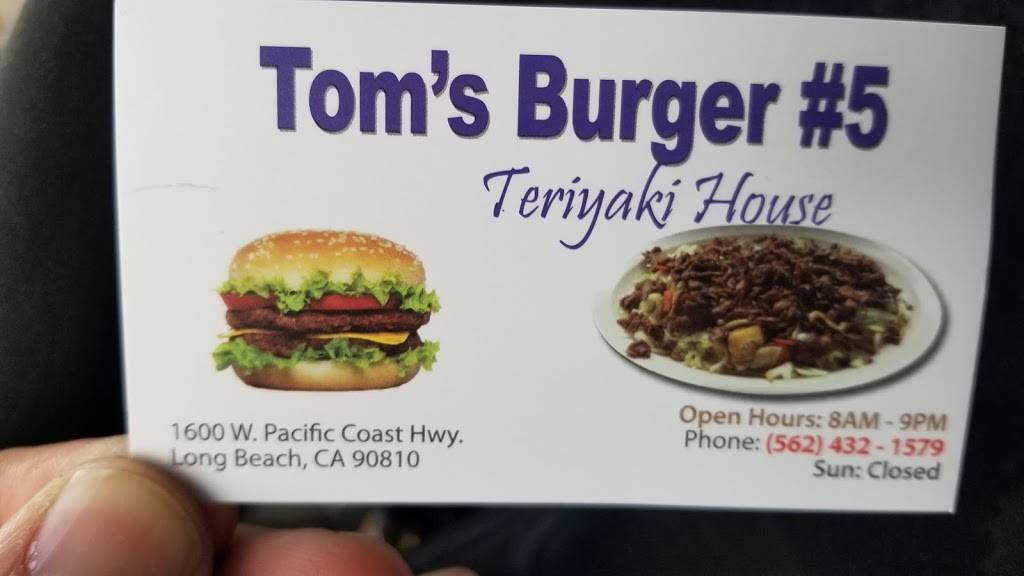 Tom's Burger #5
Teriyaki House
1600 W. Pacific Coast Hwy.
Long Beach, CA 90810
Open Hours: 8AM - 9PM
Phone: (562) 432 - 1579
Sun: Closed